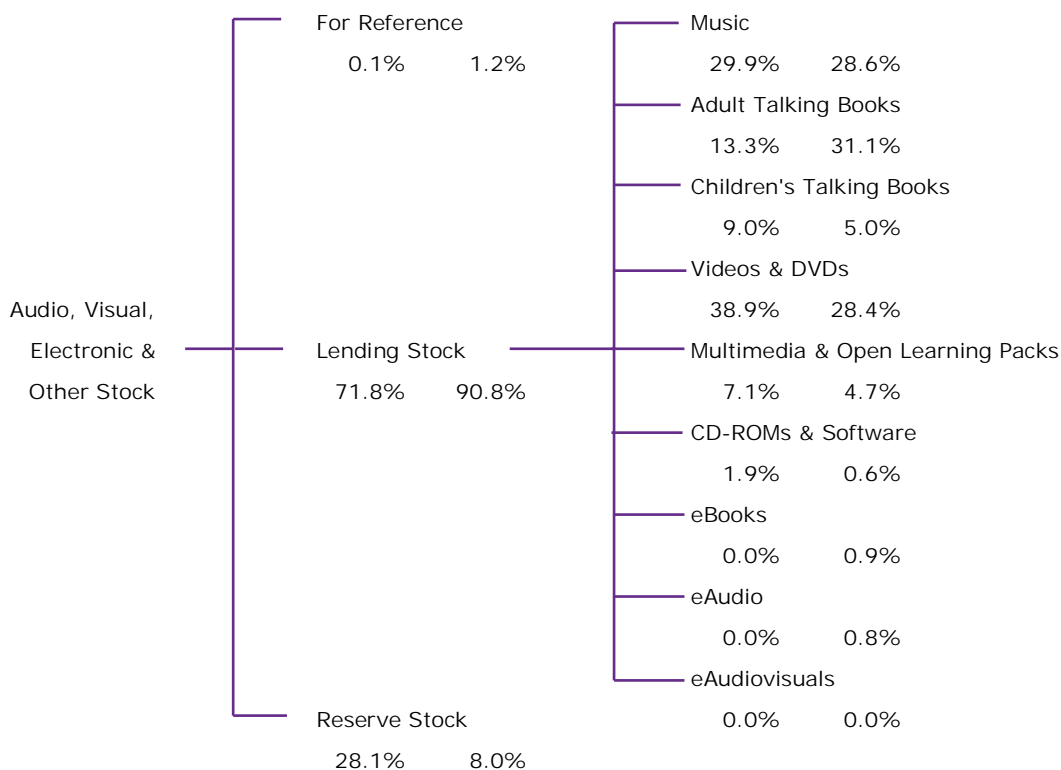 For Reference
0.1% 1.2%
Music
29.9% 28.6%
Adult Talking Books
13.3% 31.1%
Children's Talking Books
9.0% 5.0%
Videos & DVDs
38.9% 28.4%
Audio, Visual,
Electronic &
Other Stock
Lending Stock
71.8% 90.8%
Multimedia & Open Learning Packs
7.1% 4.7%
CD-ROMs & Software
1.9% 0.6%
eBooks
0.0% 0.9%
eAudio
0.0% 0.8%
eAudiovisuals
0.0% 0.0%
Reserve Stock
28.1% 8.0%